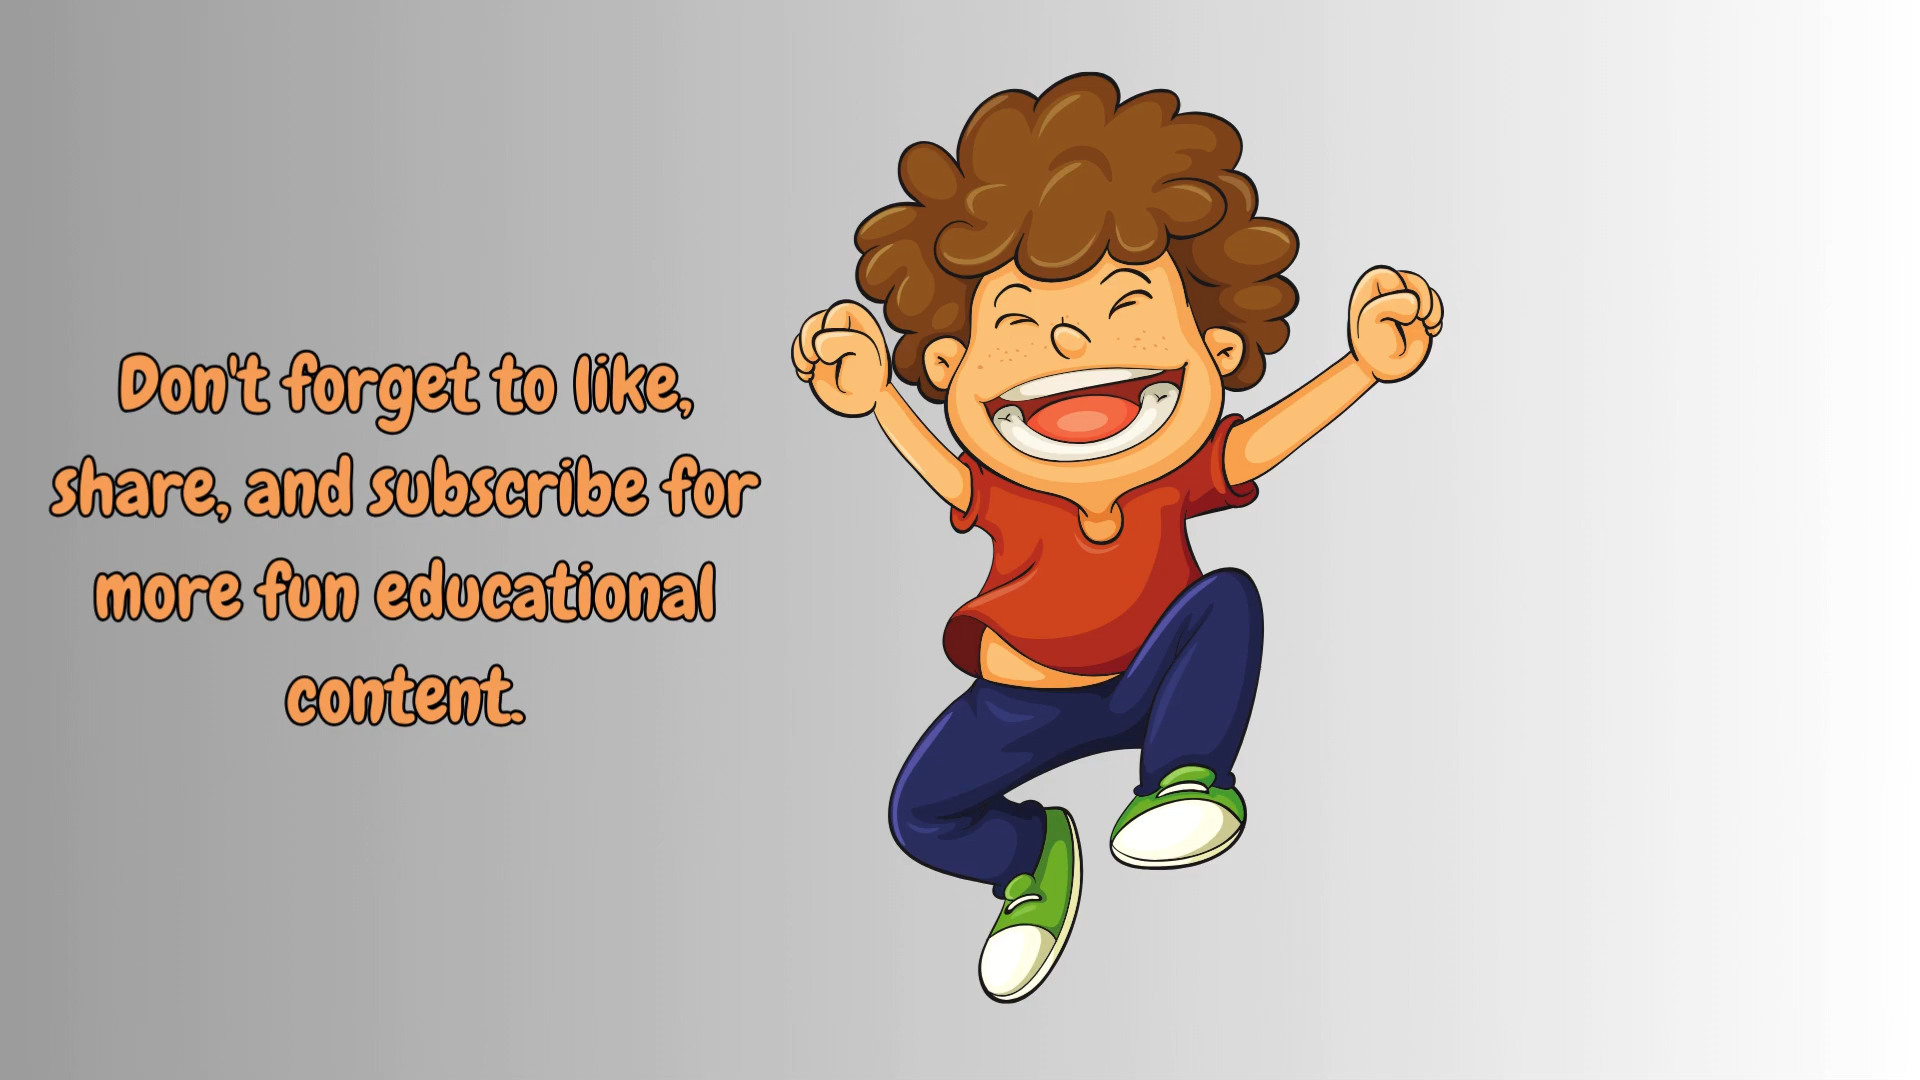 Don't forget to like,
share, and subscribe for
more fun educational
content.